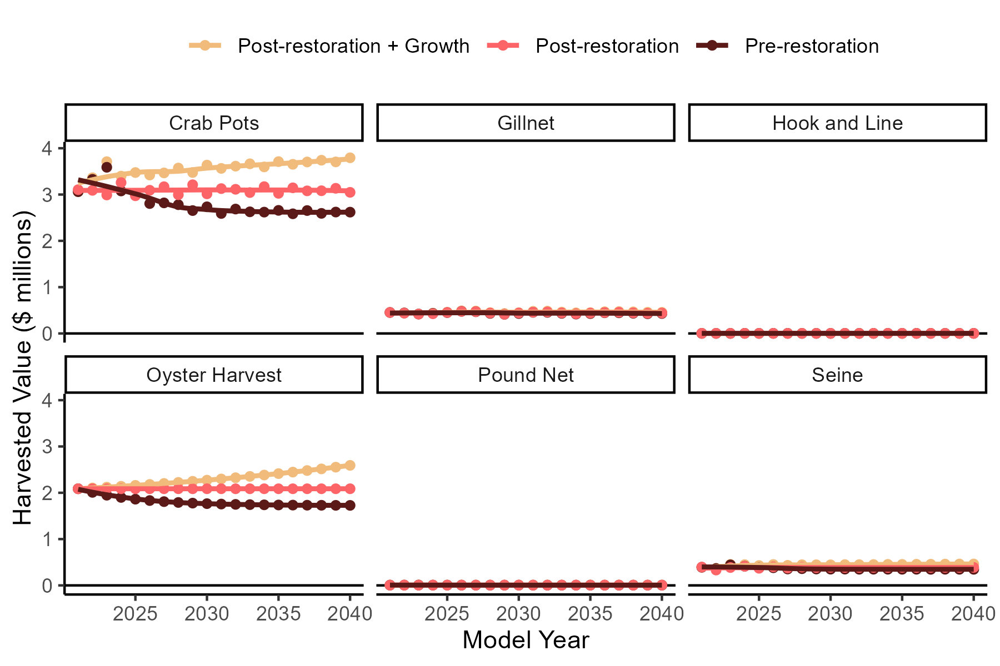 Post-restoration + Growth Post-restoration Pre-restoration
Crab Pots Gillnet Hook and Line
4
3
2
1
0
Oyster Harvest Pound Net Seine
4
3
2
1
0
Harvested Value ($ millions)
2025 2030 2035 2040 2025 2030 2035 2040 2025 2030 2035 2040
Model Year